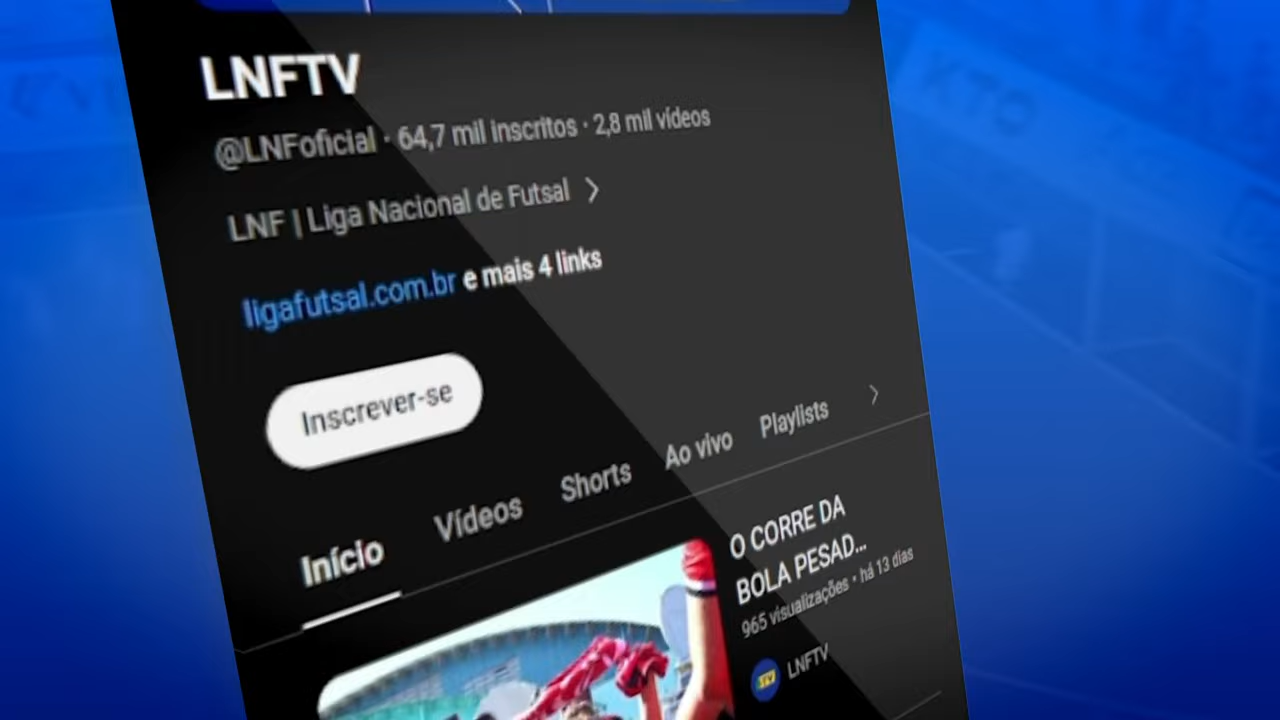 LNFTV
@LNFoficial · 64,7 mil inscritos · 2,8 mil vídeos
LNF | Liga Nacional de Futsal >
ligafutsal.com.br e mais 4 links
Inscrever-se
Início Vídeos Shorts Ao vivo Playlists >
O CORRE DA
BOLA PESAD...
965 visualizações • há 13 dias
LNFTV
KTO